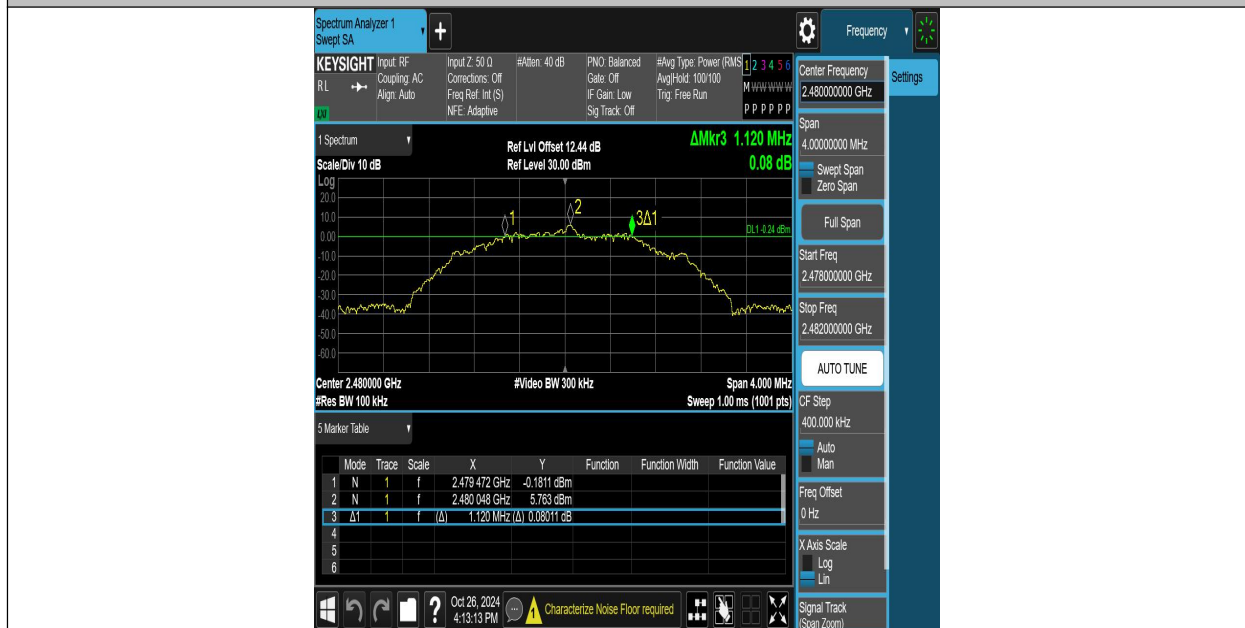 Spectrum Analyzer 1
Swept SA
+
Frequency
KEYSIGHT
RL
Input: RF
Coupling: AC
Align: Auto
Input Z: 50 Ω
Corrections: Off
Freq Ref: Int (S)
NFE: Adaptive
#Atten: 40 dB
PNO: Balanced
Gate: Off
IF Gain: Low
Sig Track: Off
#Avg Type: Power (RMS
Avg|Hold: 100/100
Trig: Free Run
1 2 3 4 5 6
M W W W W W
P P P P P P
1 Spectrum
Scale/Div 10 dB
Ref Lvl Offset 12.44 dB
Ref Level 30.00 dBm
ΔMkr3 1.120 MHz
0.08 dB
Log
20.0
10.0
0.00
-10.0
-20.0
-30.0
-40.0
-50.0
-60.0
1
2
3Δ1
DL1 -0.24 dBm
Center 2.480000 GHz
#Res BW 100 kHz
#Video BW 300 kHz
Span 4.000 MHz
Sweep 1.00 ms (1001 pts)
5 Marker Table
Mode Trace Scale X Y Function Function Width Function Value
1 N 1 f 2.479 472 GHz -0.1811 dBm
2 N 1 f 2.480 048 GHz 5.763 dBm
3 Δ1 1 f (Δ) 1.120 MHz (Δ) 0.08011 dB
4
5
6
Oct 26, 2024
4:13:13 PM
Characterize Noise Floor required
Center Frequency
2.480000000 GHz
Settings
Span
4.00000000 MHz
Swept Span
Zero Span
Full Span
Start Freq
2.478000000 GHz
Stop Freq
2.482000000 GHz
AUTO TUNE
CF Step
400.000 kHz
Auto
Man
Freq Offset
0 Hz
X Axis Scale
Log
Lin
Signal Track
(Span Zoom)